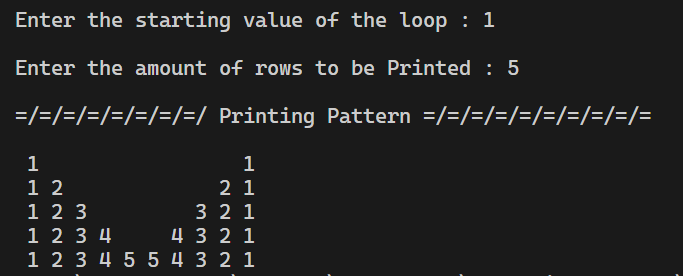 Enter the starting value of the loop : 1
Enter the amount of rows to be Printed : 5
=/=/=/=/=/=/=/=/ Printing Pattern =/=/=/=/=/=/=/=/=/=
1                 1
1 2             2 1
1 2 3         3 2 1
1 2 3 4     4 3 2 1
1 2 3 4 5 5 4 3 2 1